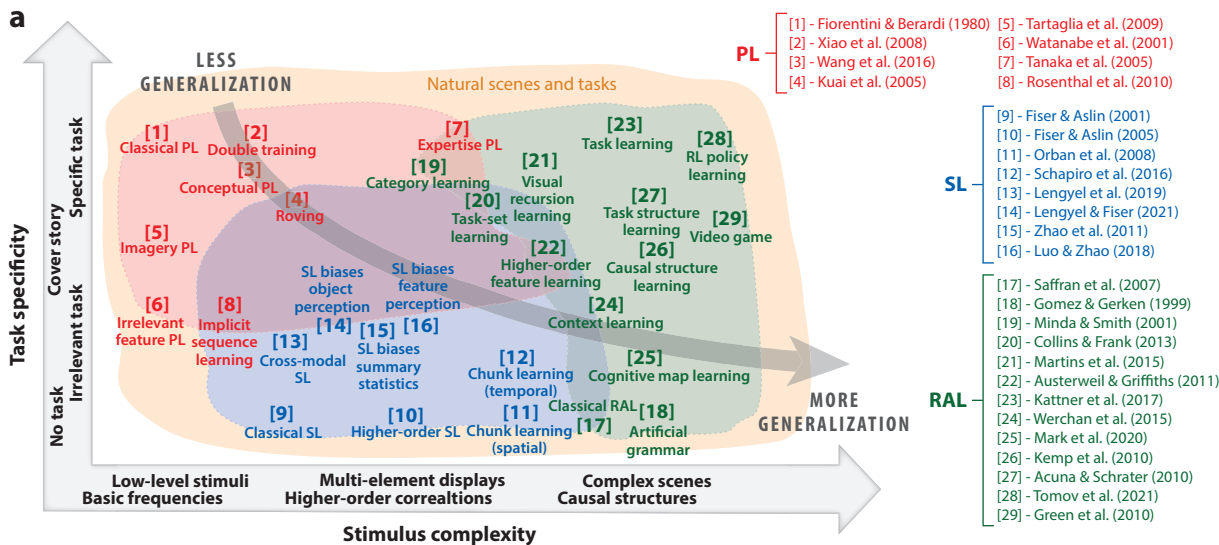 a
Task specificity
No task
Irrelevant task
Cover story
Specific task
LESS
GENERALIZATION
Natural scenes and tasks
[1]
Classical PL
[2]
Double training
[3]
Conceptual PL
[4]
Roving
[5]
Imagery PL
[6]
Irrelevant
feature PL
[7]
Expertise PL
[8]
Implicit
sequence
learning
[19]
Category learning
[20]
Task-set
learning
[21]
Visual
recursion
learning
[22]
Higher-order
feature learning
[23]
Task learning
[28]
RL policy
learning
[27]
Task structure
learning
[29]
Video game
[26]
Causal structure
learning
[24]
Context learning
[25]
Cognitive map learning
SL biases
object
perception
[14]
SL biases
feature
perception
[16]
[15]
SL biases
summary
statistics
[13]
Cross-modal
SL
[12]
Chunk learning
(temporal)
[9]
Classical SL
[10]
Higher-order SL
[11]
Chunk learning
(spatial)
Classical RAL
[17]
[18]
Artificial
grammar
MORE
GENERALIZATION
Low-level stimuli
Basic frequencies
Multi-element displays
Higher-order correaltions
Complex scenes
Causal structures
Stimulus complexity
PL
[1] - Fiorentini & Berardi (1980)
[2] - Xiao et al. (2008)
[3] - Wang et al. (2016)
[4] - Kuai et al. (2005)
[5] - Tartaglia et al. (2009)
[6] - Watanabe et al. (2001)
[7] - Tanaka et al. (2005)
[8] - Rosenthal et al. (2010)
SL
[9] - Fiser & Aslin (2001)
[10] - Fiser & Aslin (2005)
[11] - Orban et al. (2008)
[12] - Schapiro et al. (2016)
[13] - Lengyel et al. (2019)
[14] - Lengyel & Fiser (2021)
[15] - Zhao et al. (2011)
[16] - Luo & Zhao (2018)
RAL
[17] - Saffran et al. (2007)
[18] - Gomez & Gerken (1999)
[19] - Minda & Smith (2001)
[20] - Collins & Frank (2013)
[21] - Martins et al. (2015)
[22] - Austerweil & Griffiths (2011)
[23] - Kattner et al. (2017)
[24] - Werchan et al. (2015)
[25] - Mark et al. (2020)
[26] - Kemp et al. (2010)
[27] - Acuna & Schrater (2010)
[28] - Tomov et al. (2021)
[29] - Green et al. (2010)